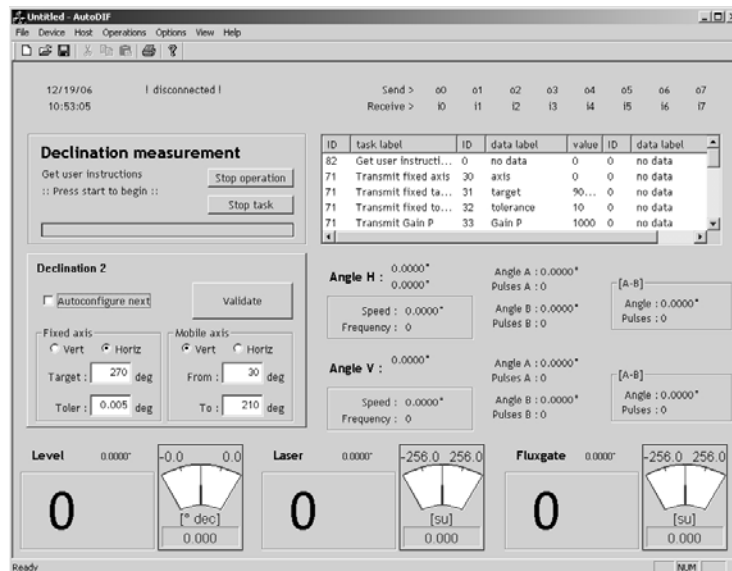 Untitled - AutoDIF
File Device Host Operations Options View Help
12/19/06 ! disconnected ! Send > o0 o1 o2 o3 o4 o5 o6 o7
10:53:05 Receive > i0 i1 i2 i3 i4 i5 i6 i7
Declination measurement
Get user instructions
Stop operation
:: Press start to begin ::
Stop task
ID task label ID data label value ID data label
82 Get user instructi... 0 no data 0 0 no data
71 Transmit fixed axis 30 axis 0 0 no data
71 Transmit fixed ta... 31 target 90... 0 no data
71 Transmit fixed to... 32 tolerance 10 0 no data
71 Transmit Gain P 33 Gain P 1000 0 no data
Declination 2
Autoconfigure next
Validate
Fixed axis
Vert Horiz
Target : 270 deg
Toler : 0.005 deg
Mobile axis
Vert Horiz
From : 30 deg
To : 210 deg
Angle H : 0.0000°
0.0000°
Speed : 0.0000°
Frequency : 0
Angle A : 0.0000°
Pulses A : 0
Angle B : 0.0000°
Pulses B : 0
[A-B]
Angle : 0.0000°
Pulses : 0
Angle V : 0.0000°
Speed : 0.0000°
Frequency : 0
Angle A : 0.0000°
Pulses A : 0
Angle B : 0.0000°
Pulses B : 0
[A-B]
Angle : 0.0000°
Pulses : 0
Level 0.0000°
0
-0.0 0.0
[° dec]
0.000
Laser 0.0000°
0
-256.0 256.0
[su]
0.000
Fluxgate 0.0000°
0
-256.0 256.0
[su]
0.000
Ready NUM